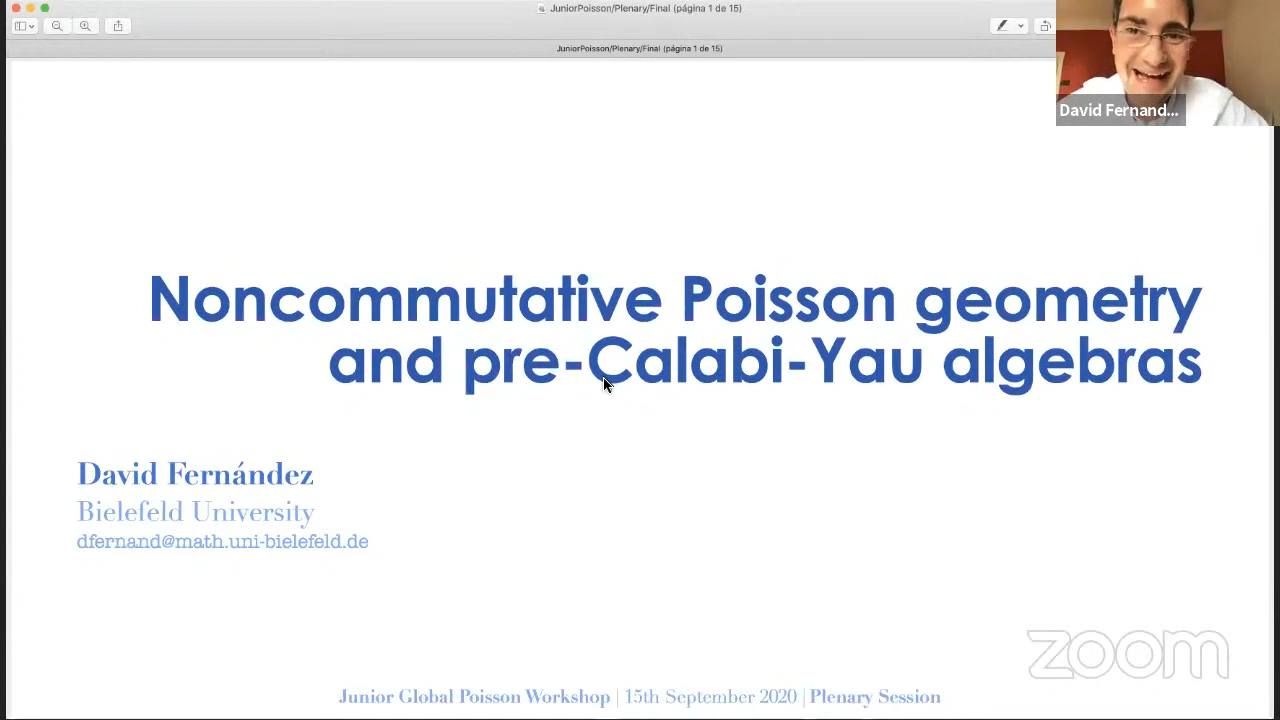 JuniorPoisson/Plenary/Final (página 1 de 15)
JuniorPoisson/Plenary/Final (página 1 de 15)
David Fernand...
Noncommutative Poisson geometry
and pre-Calabi-Yau algebras
David Fernández
Bielefeld University
dfernand@math.uni-bielefeld.de
zoom
Junior Global Poisson Workshop | 15th September 2020 | Plenary Session